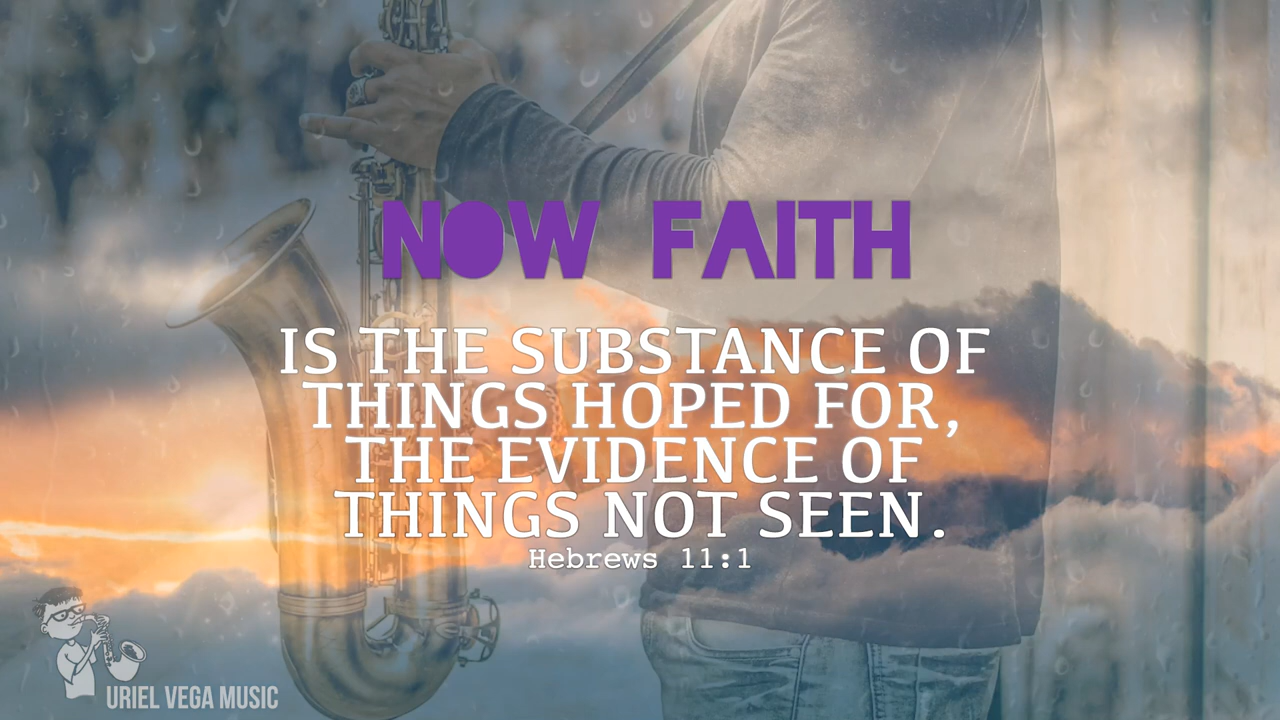 NOW FAITH
IS THE SUBSTANCE OF
THINGS HOPED FOR,
THE EVIDENCE OF
THINGS NOT SEEN.
Hebrews 11:1
URIEL VEGA MUSIC